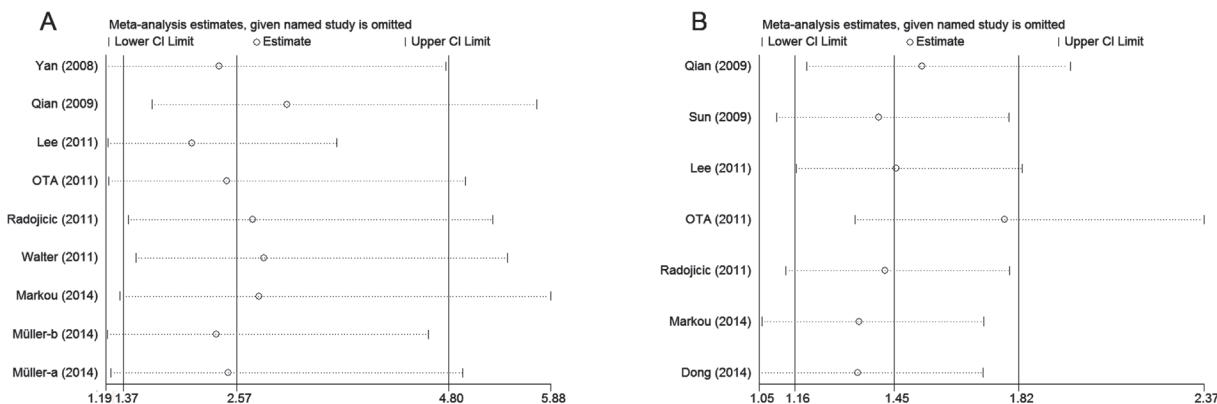 A
Meta-analysis estimates, given named study is omitted
Lower CI Limit Estimate Upper CI Limit
Yan (2008)
Qian (2009)
Lee (2011)
OTA (2011)
Radojicic (2011)
Walter (2011)
Markou (2014)
Müller-b (2014)
Müller-a (2014)
1.19 1.37 2.57 4.80 5.88
B
Meta-analysis estimates, given named study is omitted
Lower CI Limit Estimate Upper CI Limit
Qian (2009)
Sun (2009)
Lee (2011)
OTA (2011)
Radojicic (2011)
Markou (2014)
Dong (2014)
1.05 1.16 1.45 1.82 2.37